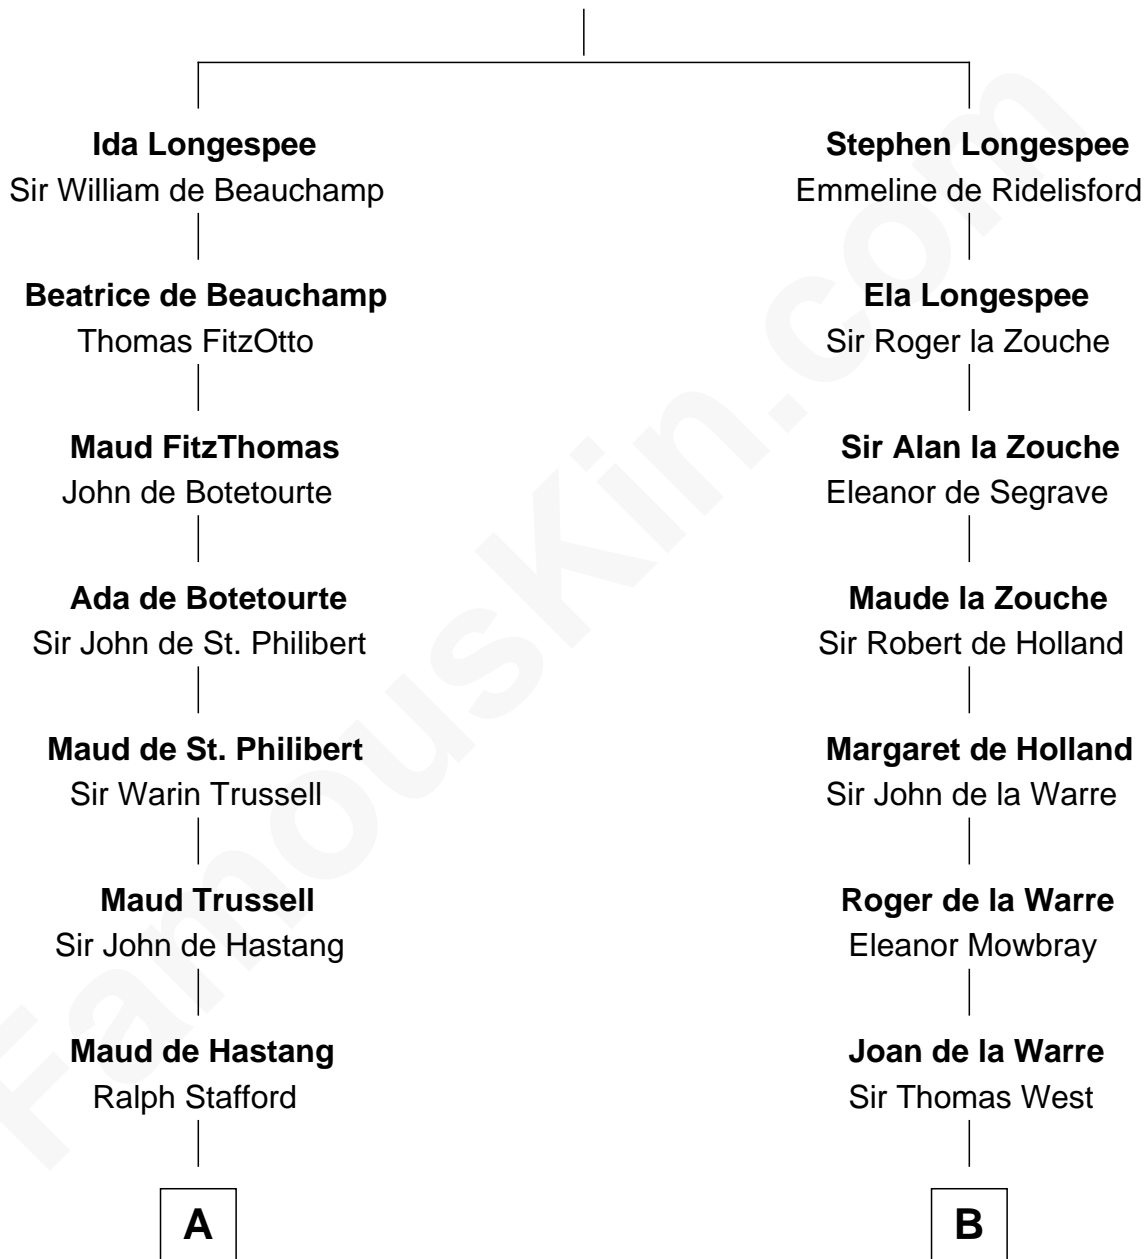 Ida Longespee
Sir William de Beauchamp
Beatrice de Beauchamp
Thomas FitzOtto
Maud FitzThomas
John de Botetourte
Ada de Botetourte
Sir John de St. Philibert
Maud de St. Philibert
Sir Warin Trussell
Maud Trussell
Sir John de Hastang
Maud de Hastang
Ralph Stafford
A
Stephen Longespee
Emmeline de Ridelisford
Ela Longespee
Sir Roger la Zouche
Sir Alan la Zouche
Eleanor de Segrave
Maude la Zouche
Sir Robert de Holland
Margaret de Holland
Sir John de la Warre
Roger de la Warre
Eleanor Mowbray
Joan de la Warre
Sir Thomas West
B
FamousKin.com